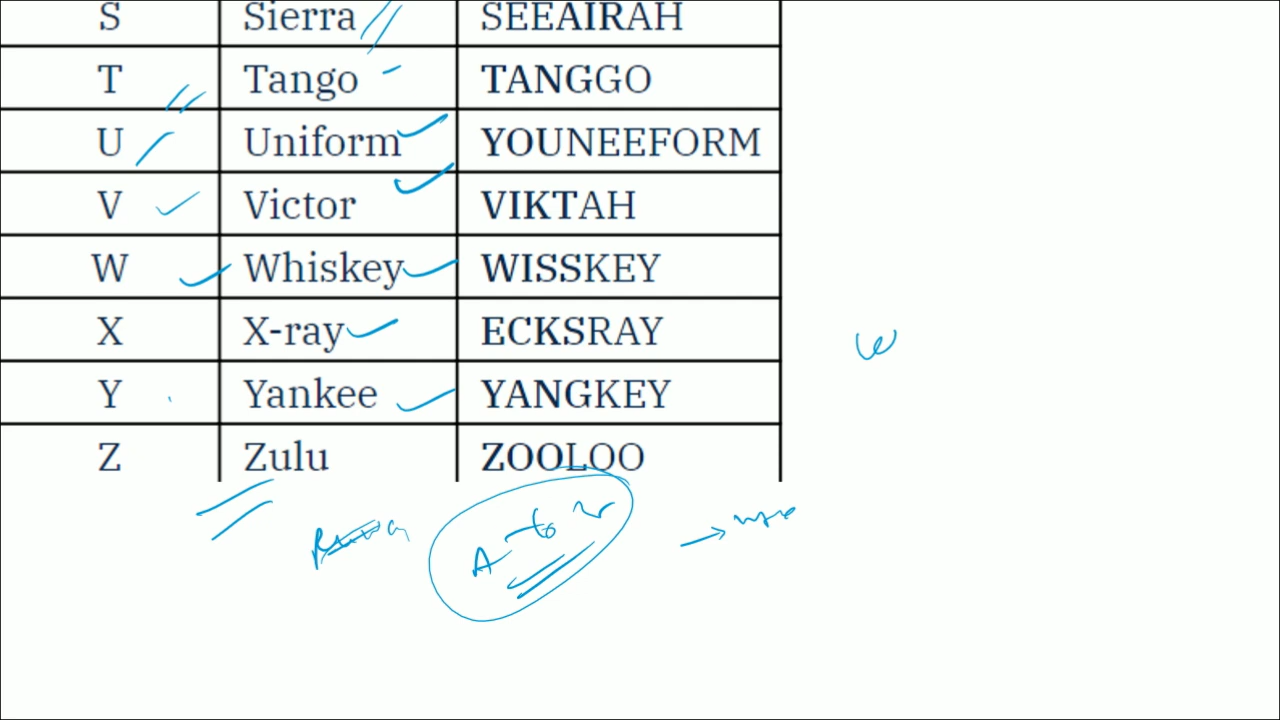 S Sierra SEEAIRAH
T Tango TANGGO
U Uniform YOUNEEFORM
V Victor VIKTAH
W Whiskey WISSKEY
X X-ray ECKSRAY
Y Yankee YANGKEY
Z Zulu ZOOLOO
A to z